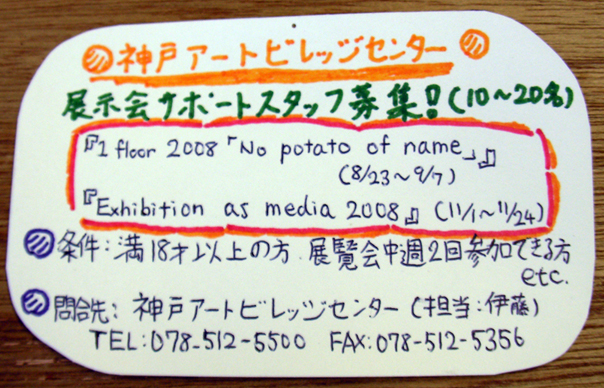 神戸アートビレッジセンター
展示会サポートスタッフ募集!(10~20名)
『1 floor 2008「No potato of name」』
(8/23~9/7)
『Exhibition as media 2008』(11/1~11/24)
条件:満18才以上の方.展覧会中週2回参加できる方
etc.
問合先:神戸アートビレッジセンター(担当:伊藤)
TEL:078-512-5500 FAX:078-512-5356